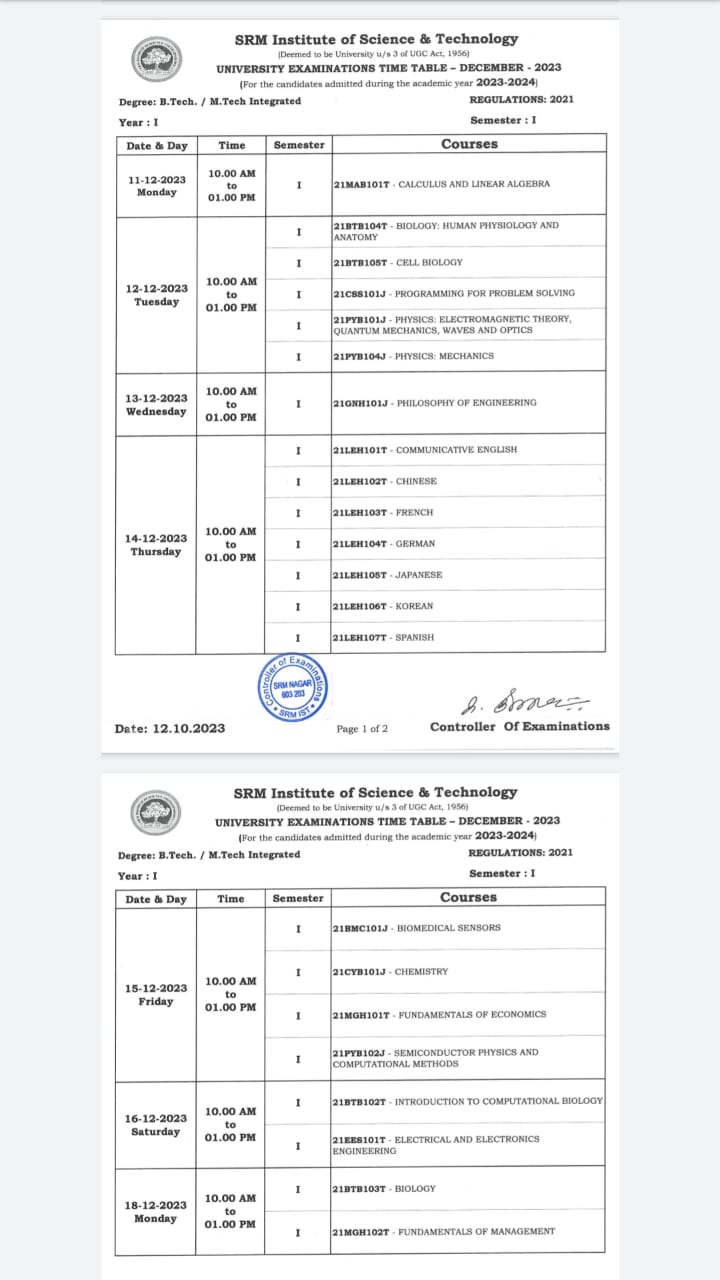 SRM Institute of Science & Technology
(Deemed to be University u/s 3 of UGC Act, 1956)
UNIVERSITY EXAMINATIONS TIME TABLE – DECEMBER - 2023
(For the candidates admitted during the academic year 2023-2024)
Degree: B.Tech. / M.Tech Integrated REGULATIONS: 2021
Year : I Semester : I
Date & Day Time Semester Courses
11-12-2023 Monday 10.00 AM to 01.00 PM I 21MAB101T - CALCULUS AND LINEAR ALGEBRA
12-12-2023 Tuesday 10.00 AM to 01.00 PM
I 21BTB104T - BIOLOGY: HUMAN PHYSIOLOGY AND
ANATOMY
I 21BTB105T - CELL BIOLOGY
I 21CSS101J - PROGRAMMING FOR PROBLEM SOLVING
I 21PYB101J - PHYSICS: ELECTROMAGNETIC THEORY,
QUANTUM MECHANICS, WAVES AND OPTICS
I 21PYB104J - PHYSICS: MECHANICS
13-12-2023 Wednesday 10.00 AM to 01.00 PM I 21GNH101J - PHILOSOPHY OF ENGINEERING
14-12-2023 Thursday 10.00 AM to 01.00 PM
I 21LEH101T - COMMUNICATIVE ENGLISH
I 21LEH102T - CHINESE
I 21LEH103T - FRENCH
I 21LEH104T - GERMAN
I 21LEH105T - JAPANESE
I 21LEH106T - KOREAN
I 21LEH107T - SPANISH
Controller of Examinations
SRM NAGAR
603 203
SRM IST
Date: 12.10.2023 Page 1 of 2 Controller Of Examinations
SRM Institute of Science & Technology
(Deemed to be University u/s 3 of UGC Act, 1956)
UNIVERSITY EXAMINATIONS TIME TABLE – DECEMBER - 2023
(For the candidates admitted during the academic year 2023-2024)
Degree: B.Tech. / M.Tech Integrated REGULATIONS: 2021
Year : I Semester : I
Date & Day Time Semester Courses
15-12-2023 Friday 10.00 AM to 01.00 PM
I 21BMC101J - BIOMEDICAL SENSORS
I 21CYB101J - CHEMISTRY
I 21MGH101T - FUNDAMENTALS OF ECONOMICS
I 21PYB102J - SEMICONDUCTOR PHYSICS AND
COMPUTATIONAL METHODS
16-12-2023 Saturday 10.00 AM to 01.00 PM
I 21BTB102T - INTRODUCTION TO COMPUTATIONAL BIOLOGY
I 21EES101T - ELECTRICAL AND ELECTRONICS
ENGINEERING
18-12-2023 Monday 10.00 AM to 01.00 PM
I 21BTB103T - BIOLOGY
I 21MGH102T - FUNDAMENTALS OF MANAGEMENT